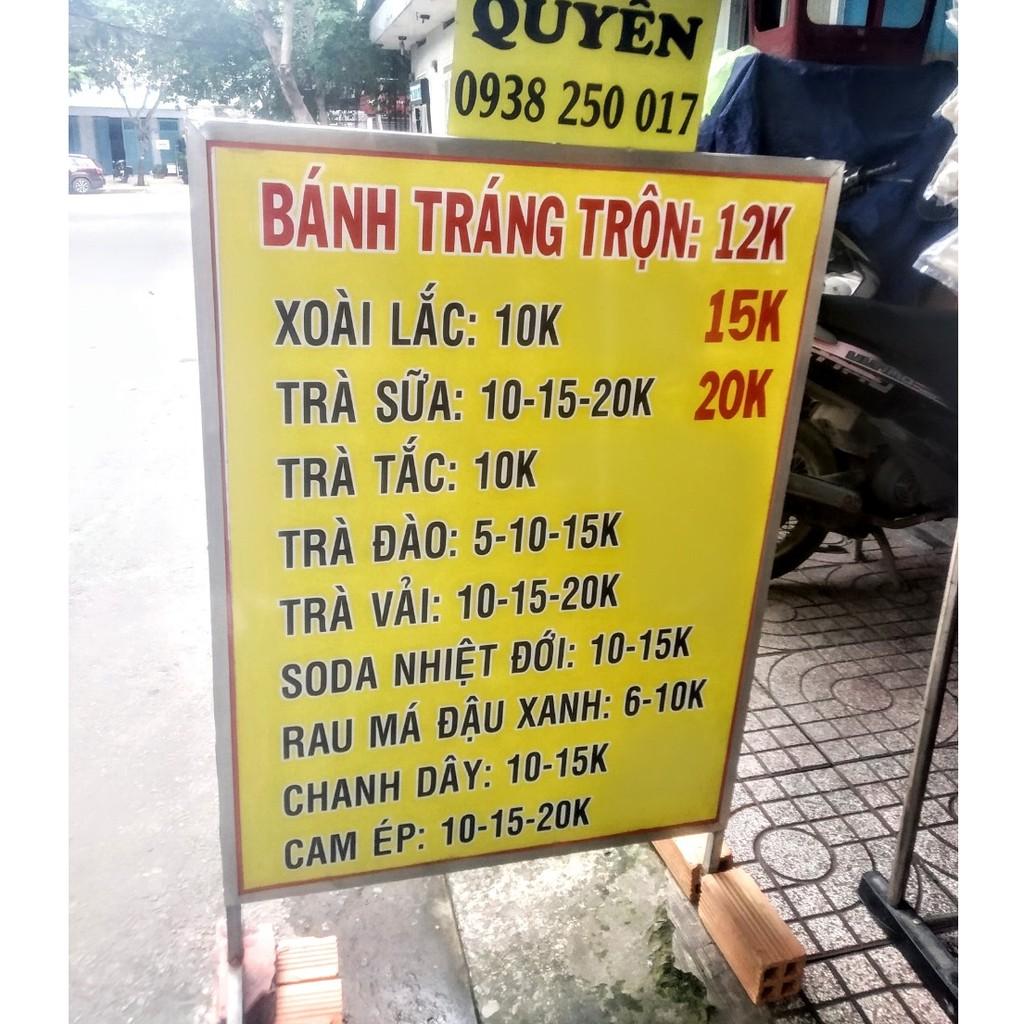 QUYÊN
0938 250 017
BÁNH TRÁNG TRỘN: 12K
15K
20K
XOÀI LẮC: 10K
TRÀ SỮA: 10-15-20K
TRÀ TẮC: 10K
TRÀ ĐÀO: 5-10-15K
TRÀ VẢI: 10-15-20K
SODA NHIỆT ĐỚI: 10-15K
RAU MÁ ĐẬU XANH: 6-10K
CHANH DÂY: 10-15K
CAM ÉP: 10-15-20K